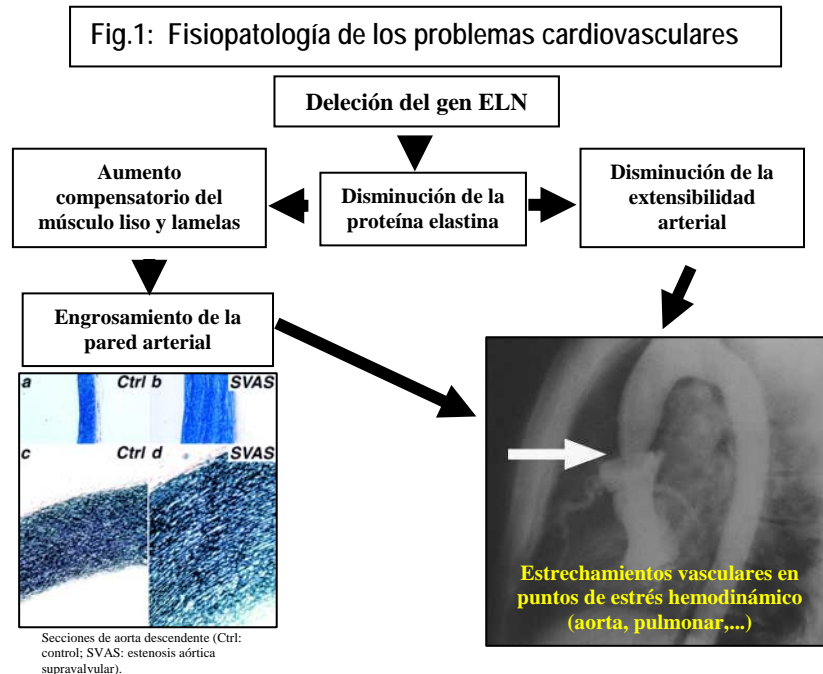 Fig.1: Fisiopatología de los problemas cardiovasculares
Deleción del gen ELN
Aumento
compensatorio del
músculo liso y lamelas
Disminución de la
proteína elastina
Disminución de la
extensibilidad
arterial
Engrosamiento de la
pared arterial
a Ctrl b SVAS
c Ctrl d SVAS
Estrechamientos vasculares en
puntos de estrés hemodinámico
(aorta, pulmonar,...)
Secciones de aorta descendente (Ctrl:
control; SVAS: estenosis aórtica
supravalvular).